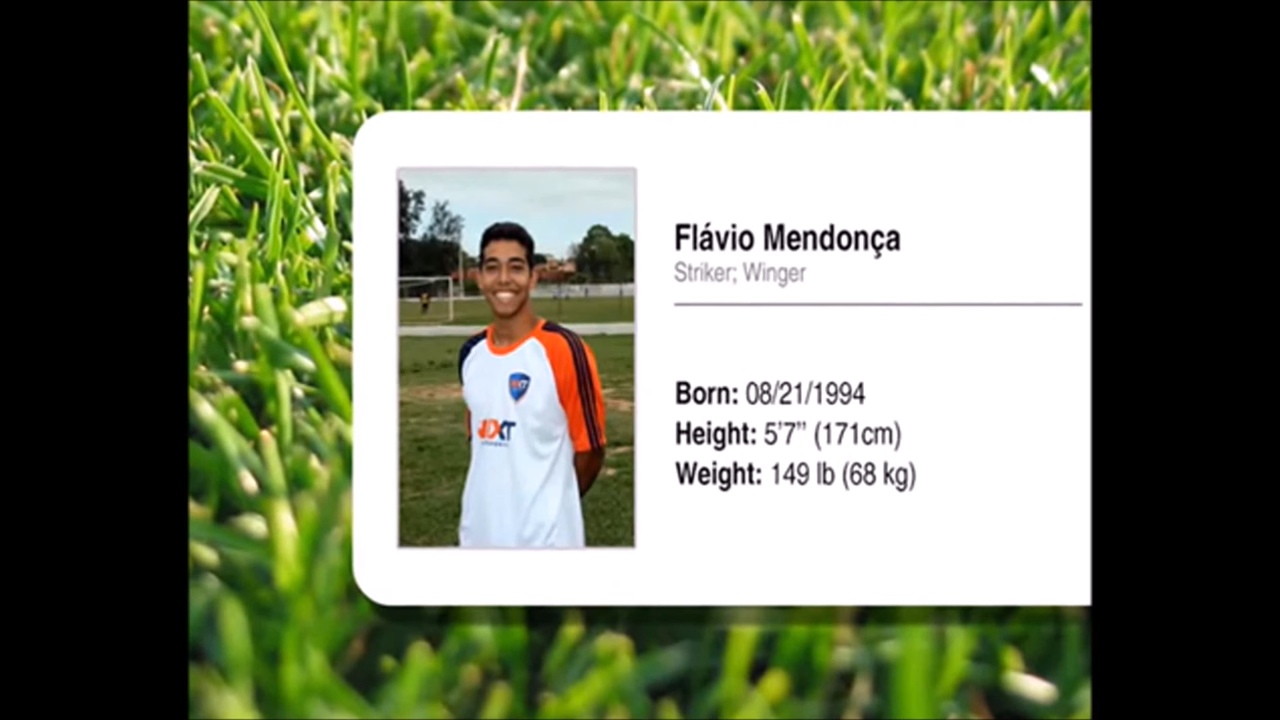 Flávio Mendonça
Striker; Winger
Born: 08/21/1994
Height: 5'7” (171cm)
Weight: 149 lb (68 kg)